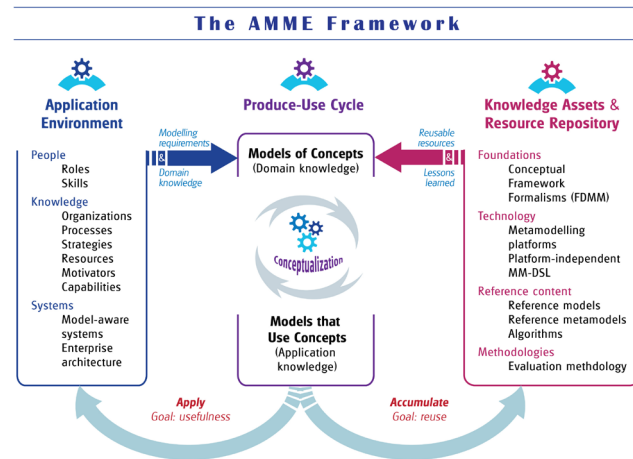 The AMME Framework
Application
Environment
People
Roles
Skills
Knowledge
Organizations
Processes
Strategies
Resources
Motivators
Capabilities
Systems
Model-aware
systems
Enterprise
architecture
Modelling
requirements
&
Domain
knowledge
Produce-Use Cycle
Models of Concepts
(Domain knowledge)
Conceptualization
Models that
Use Concepts
(Application
knowledge)
Reusable
resources
&
Lessons
learned
Knowledge Assets &
Resource Repository
Foundations
Conceptual
Framework
Formalisms (FDMM)
Technology
Metamodelling
platforms
Platform-independent
MM-DSL
Reference content
Reference models
Reference metamodels
Algorithms
Methodologies
Evaluation methdology
Apply
Goal: usefulness
Accumulate
Goal: reuse